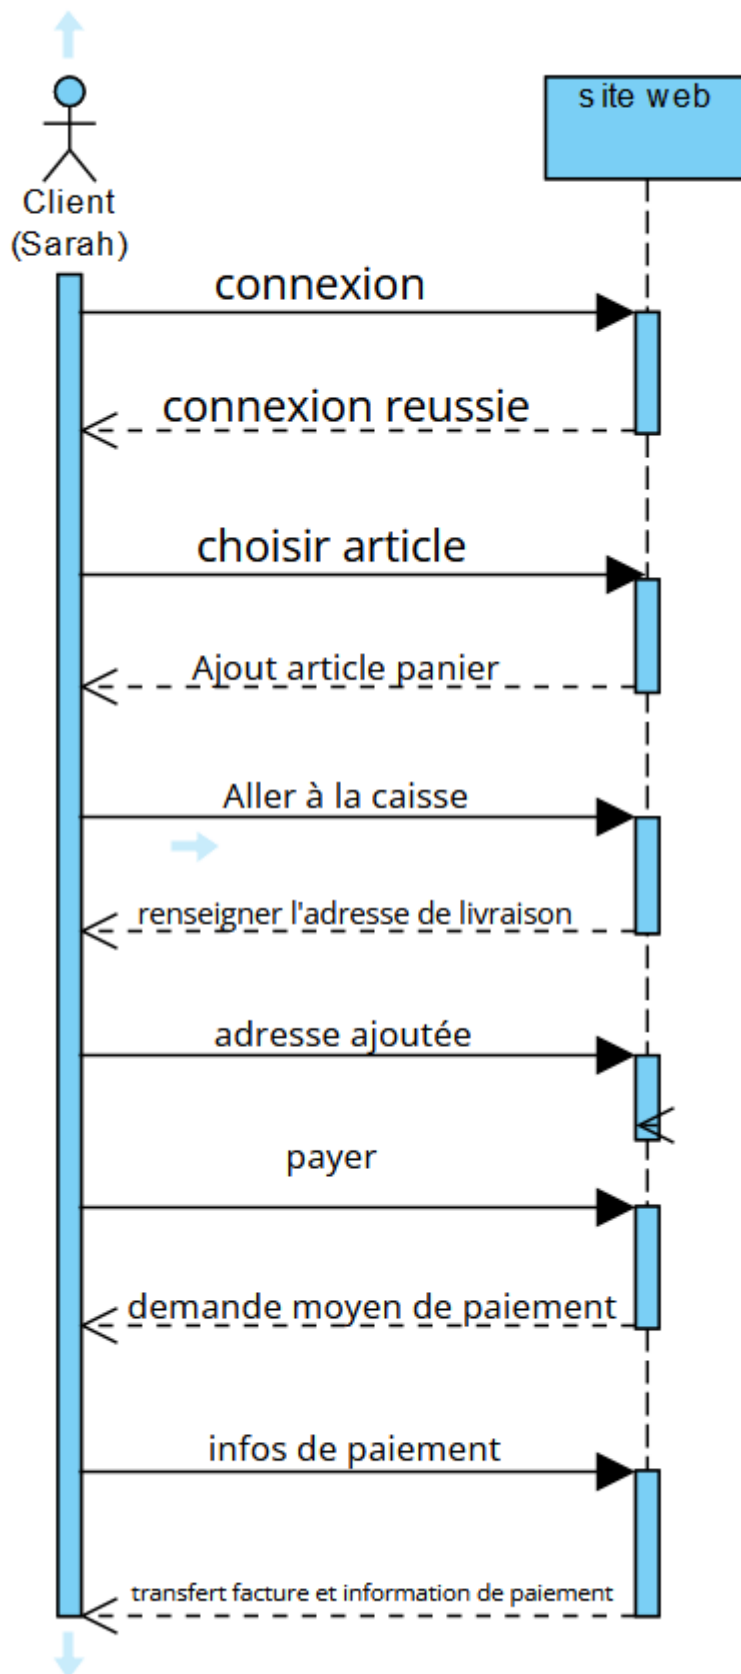 site web
Client
(Sarah)
connexion
connexion reussie
choisir article
Ajout article panier
Aller à la caisse
renseigner l'adresse de livraison
adresse ajoutée
payer
demande moyen de paiement
infos de paiement
transfert facture et information de paiement